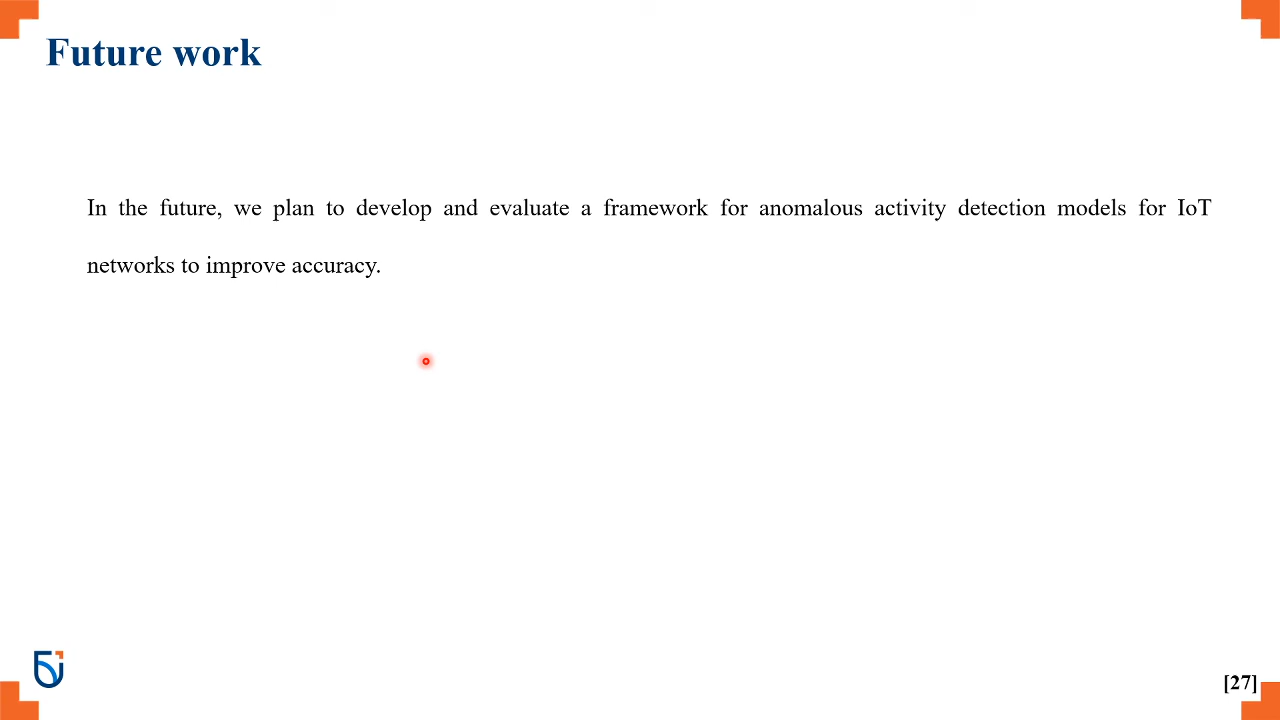 Future work
In the future, we plan to develop and evaluate a framework for anomalous activity detection models for IoT
networks to improve accuracy.
[27]